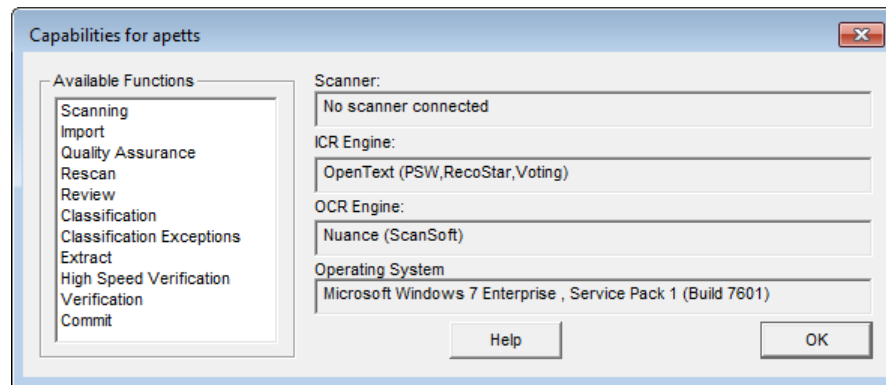 Capabilities for apetts
Available Functions
Scanning
Import
Quality Assurance
Rescan
Review
Classification
Classification Exceptions
Extract
High Speed Verification
Verification
Commit
Scanner:
No scanner connected
ICR Engine:
OpenText (PSW,RecoStar,Voting)
OCR Engine:
Nuance (ScanSoft)
Operating System
Microsoft Windows 7 Enterprise , Service Pack 1 (Build 7601)
Help
OK